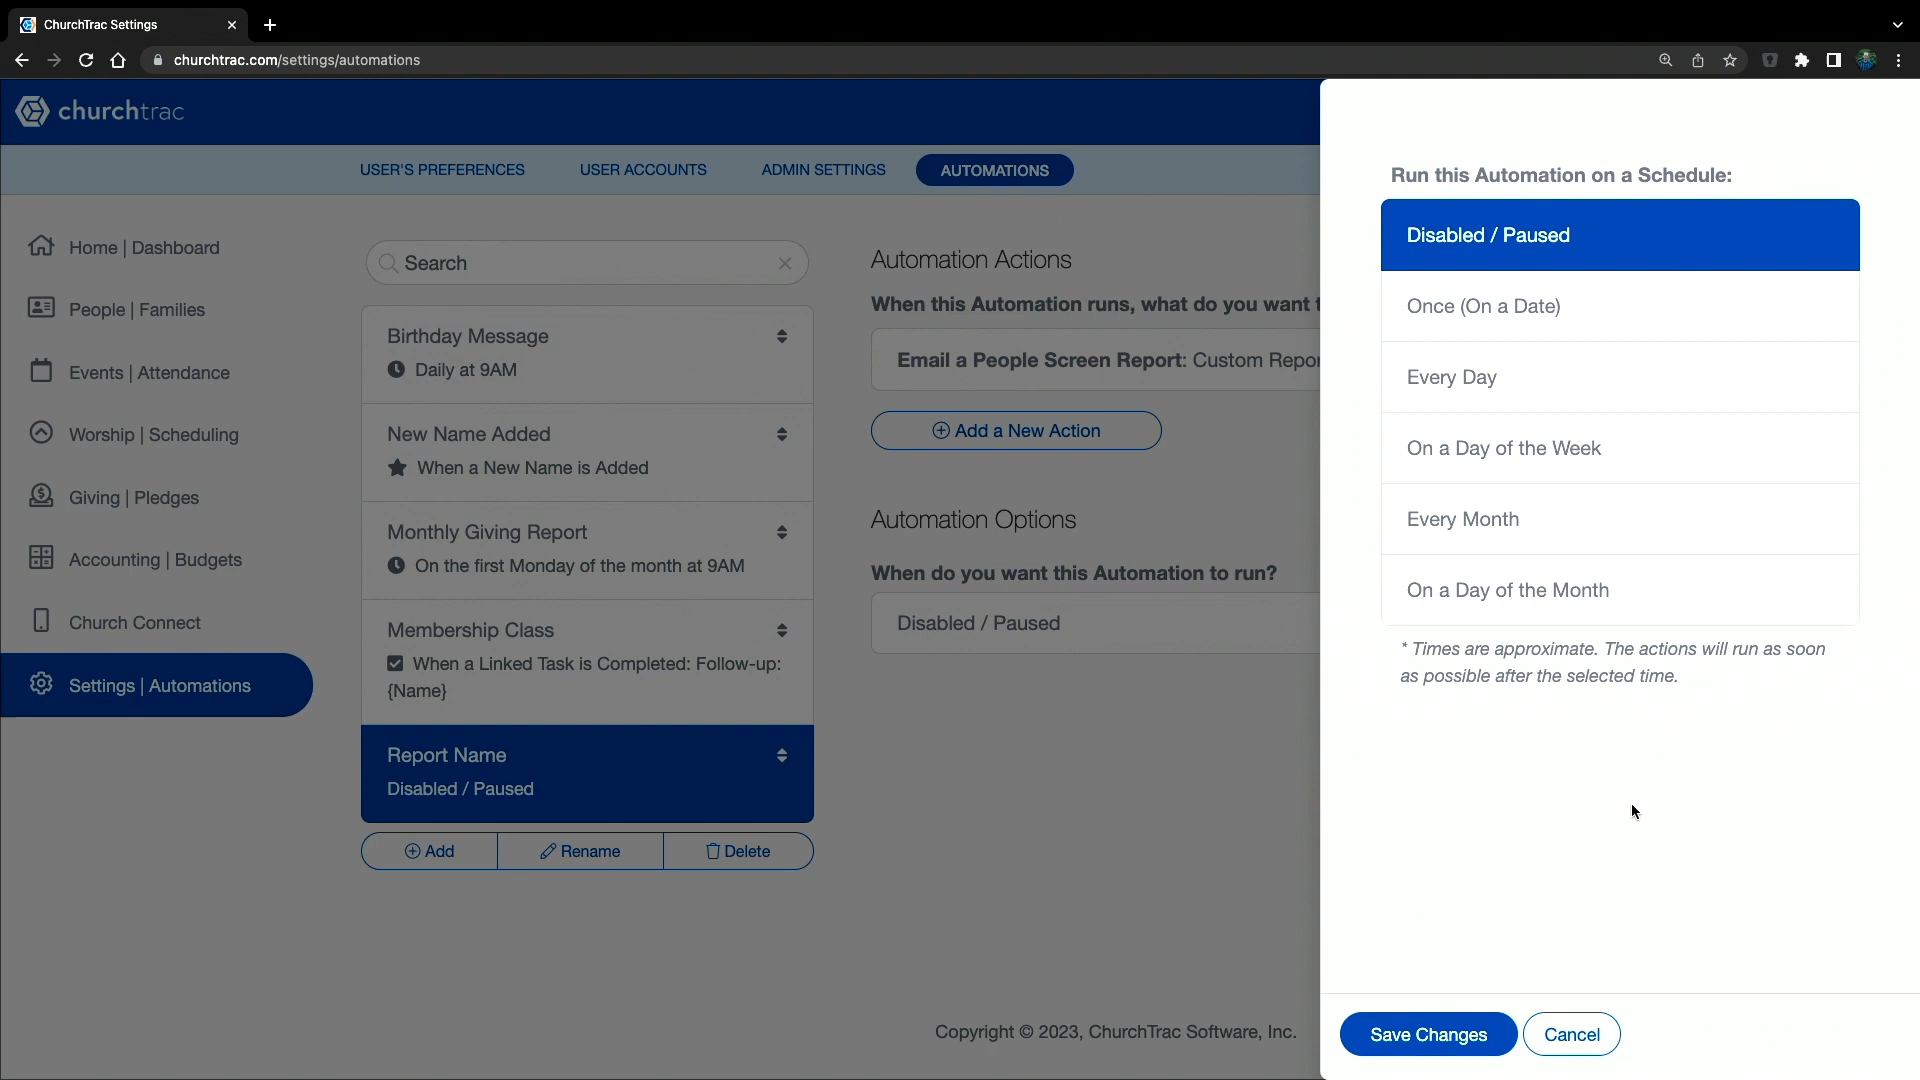 ChurchTrac Settings
churchtrac.com/settings/automations
churchtrac
USER'S PREFERENCES
USER ACCOUNTS
ADMIN SETTINGS
AUTOMATIONS
Home | Dashboard
People | Families
Events | Attendance
Worship | Scheduling
Giving | Pledges
Accounting | Budgets
Church Connect
Settings | Automations
Search
Birthday Message
Daily at 9AM
New Name Added
When a New Name is Added
Monthly Giving Report
On the first Monday of the month at 9AM
Membership Class
When a Linked Task is Completed: Follow-up:
{Name}
Report Name
Disabled / Paused
Add
Rename
Delete
Automation Actions
When this Automation runs, what do you want
Email a People Screen Report: Custom Repor
Add a New Action
Automation Options
When do you want this Automation to run?
Disabled / Paused
Copyright © 2023, ChurchTrac Software, Inc.
Run this Automation on a Schedule:
Disabled / Paused
Once (On a Date)
Every Day
On a Day of the Week
Every Month
On a Day of the Month
* Times are approximate. The actions will run as soon
as possible after the selected time.
Save Changes
Cancel